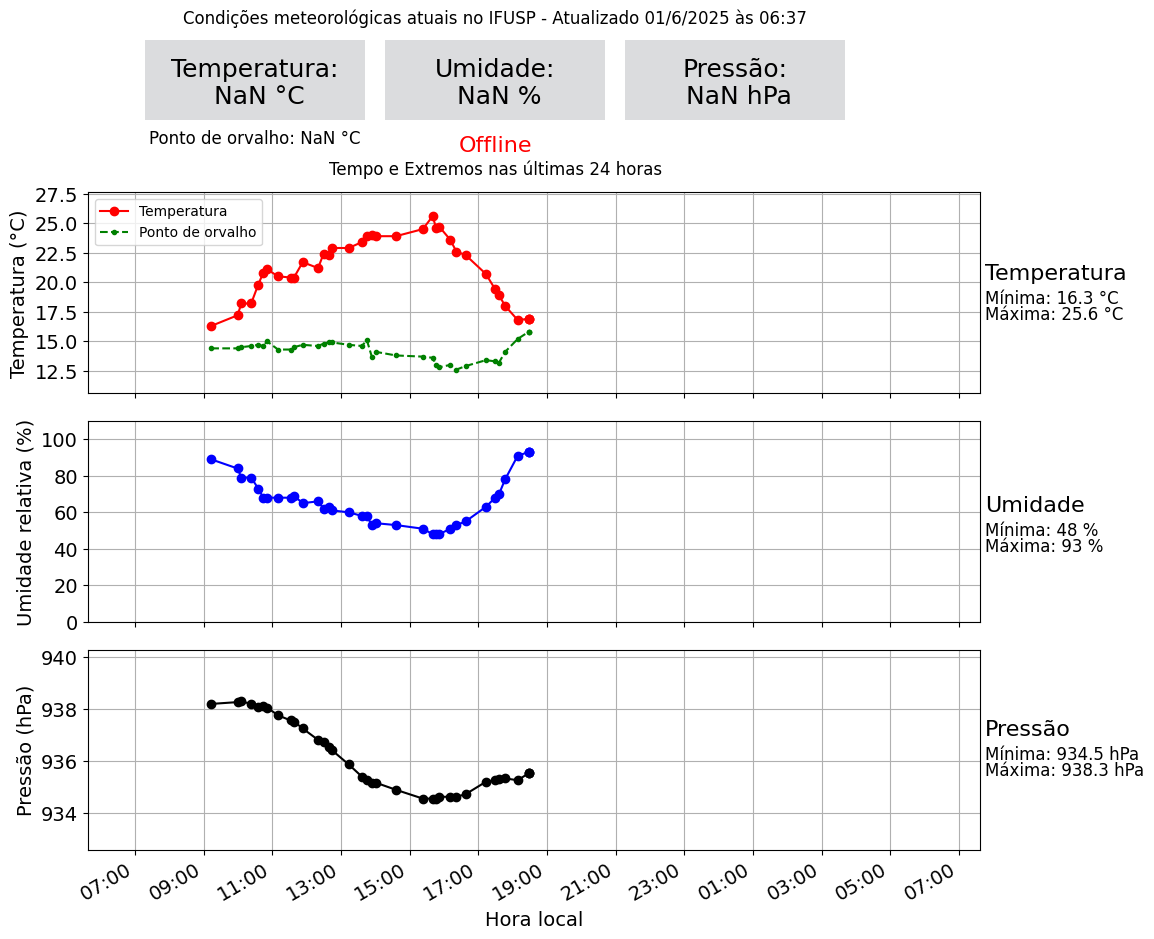 Condições meteorológicas atuais no IFUSP - Atualizado 01/6/2025 às 06:37
Temperatura:
NaN °C
Umidade:
NaN %
Pressão:
NaN hPa
Ponto de orvalho: NaN °C
Offline
Tempo e Extremos nas últimas 24 horas
Temperatura (°C)
27.5
25.0
22.5
20.0
17.5
15.0
12.5
Temperatura
Ponto de orvalho
Temperatura
Mínima: 16.3 °C
Máxima: 25.6 °C
Umidade relativa (%)
100
80
60
40
20
0
Umidade
Mínima: 48 %
Máxima: 93 %
Pressão (hPa)
940
938
936
934
Pressão
Mínima: 934.5 hPa
Máxima: 938.3 hPa
07:00 09:00 11:00 13:00 15:00 17:00 19:00 21:00 23:00 01:00 03:00 05:00 07:00
Hora local